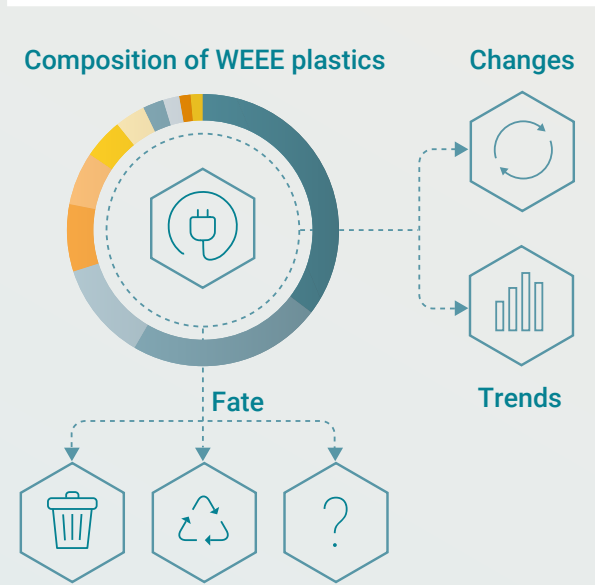 Composition of WEEE plastics
Changes
Trends
Fate
?